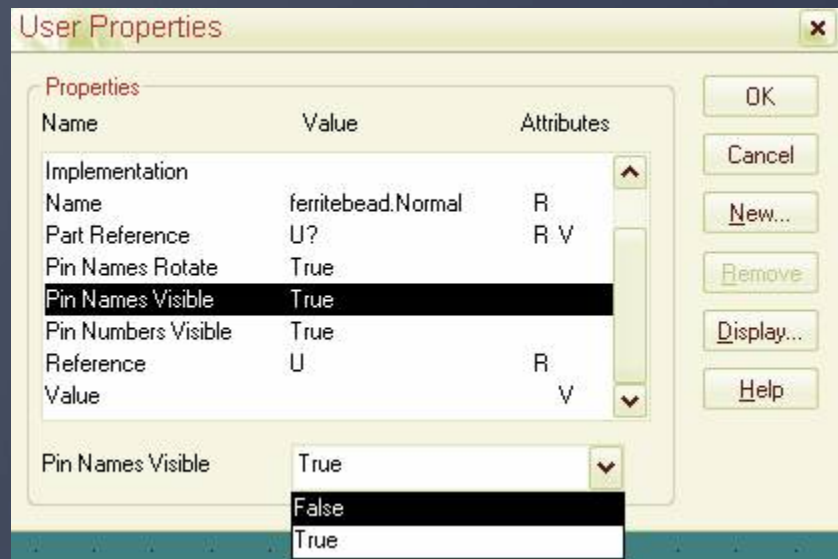 User Properties
Properties
Name Value Attributes
Implementation
Name ferritebead.Normal R
Part Reference U? R V
Pin Names Rotate True
Pin Names Visible True
Pin Numbers Visible True
Reference U R
Value V
Pin Names Visible True
False
True
OK
Cancel
New...
Remove
Display...
Help